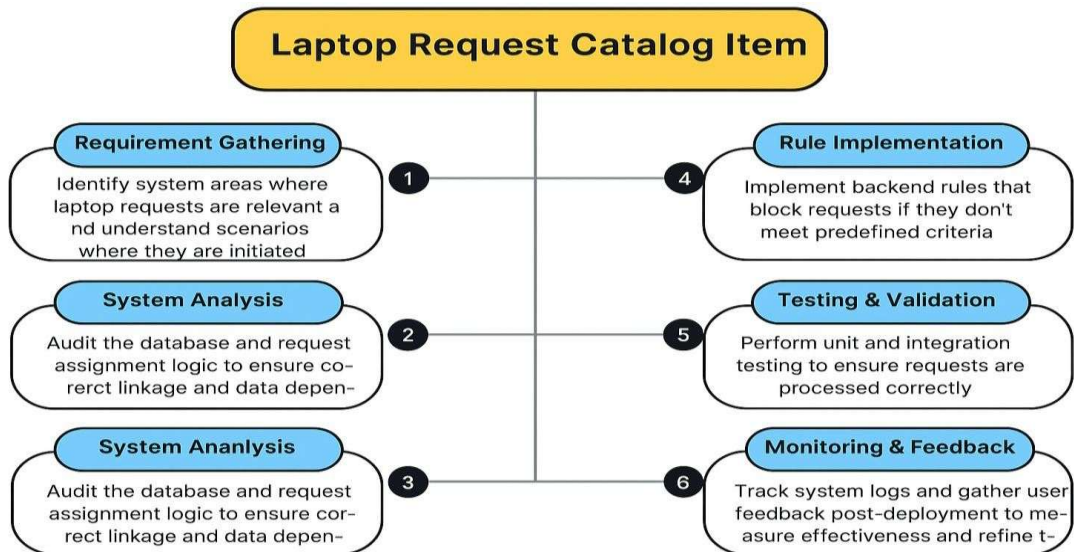 Laptop Request Catalog Item
Requirement Gathering
1
Identify system areas where
laptop requests are relevant a
nd understand scenarios
where they are initiated
System Analysis
2
Audit the database and request
assignment logic to ensure co-
rerct linkage and data depen-
System Ananlysis
3
Audit the database and request
assignment logic to ensure cor-
rect linkage and data depen-
Rule Implementation
4
Implement backend rules that
block requests if they don't
meet predefined criteria
Testing & Validation
5
Perform unit and integration
testing to ensure requests are
processed correctly
Monitoring & Feedback
6
Track system logs and gather user
feedback post-deployment to me-
asure effectiveness and refine t-